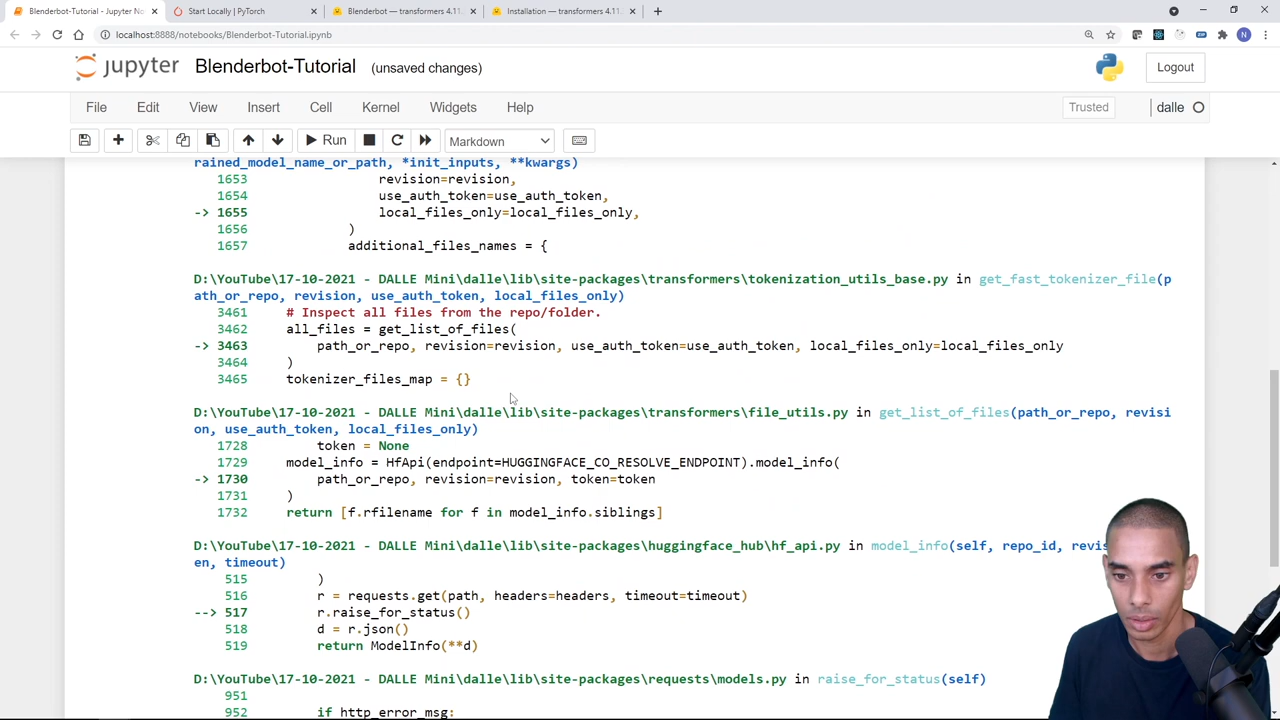 Blenderbot-Tutorial - Jupyter No
Start Locally | PyTorch
Blenderbot — transformers 4.11.
Installation — transformers 4.11.
localhost:8888/notebooks/Blenderbot-Tutorial.ipynb
jupyter Blenderbot-Tutorial (unsaved changes)
Logout
File Edit View Insert Cell Kernel Widgets Help
Trusted
dalle
Run
Markdown
rained_model_name_or_path, *init_inputs, **kwargs)
1653 revision=revision,
1654 use_auth_token=use_auth_token,
-> 1655 local_files_only=local_files_only,
1656 )
1657 additional_files_names = {
D:\YouTube\17-10-2021 - DALLE Mini\dalle\lib\site-packages\transformers\tokenization_utils_base.py in get_fast_tokenizer_file(p
ath_or_repo, revision, use_auth_token, local_files_only)
3461 # Inspect all files from the repo/folder.
3462 all_files = get_list_of_files(
-> 3463 path_or_repo, revision=revision, use_auth_token=use_auth_token, local_files_only=local_files_only
3464 )
3465 tokenizer_files_map = {}
D:\YouTube\17-10-2021 - DALLE Mini\dalle\lib\site-packages\transformers\file_utils.py in get_list_of_files(path_or_repo, revisi
on, use_auth_token, local_files_only)
1728 token = None
1729 model_info = HfApi(endpoint=HUGGINGFACE_CO_RESOLVE_ENDPOINT).model_info(
-> 1730 path_or_repo, revision=revision, token=token
1731 )
1732 return [f.rfilename for f in model_info.siblings]
D:\YouTube\17-10-2021 - DALLE Mini\dalle\lib\site-packages\huggingface_hub\hf_api.py in model_info(self, repo_id, revis
en, timeout)
515 )
516 r = requests.get(path, headers=headers, timeout=timeout)
--> 517 r.raise_for_status()
518 d = r.json()
519 return ModelInfo(**d)
D:\YouTube\17-10-2021 - DALLE Mini\dalle\lib\site-packages\requests\models.py in raise_for_status(self)
951
952 if http_error_msg: